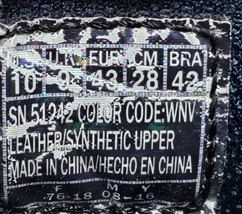 U.S. U.K. EUR CM BRA
10 9 43 28 42
SN 51242 COLOR CODE:WNV
LEATHER/SYNTHETIC UPPER
MADE IN CHINA/HECHO EN CHINA
76-18 08-16